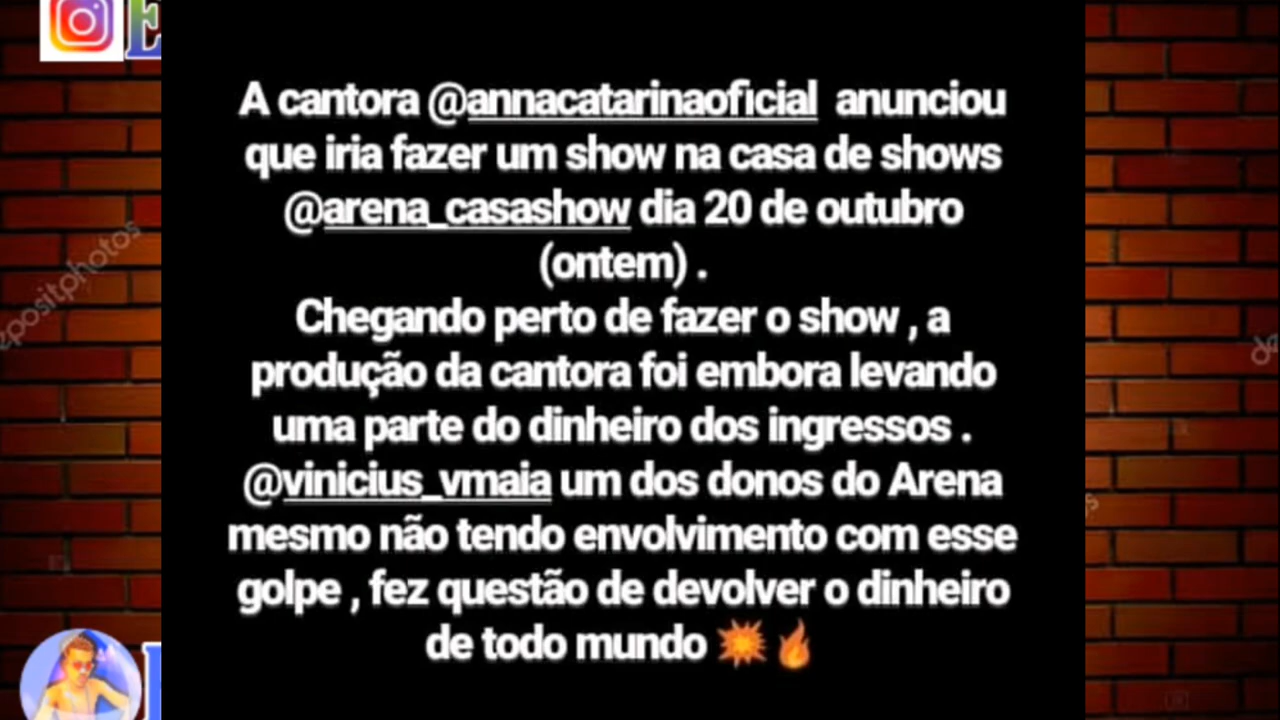 E
A cantora @annacatarinaoficial anunciou
que iria fazer um show na casa de shows
@arena_casashow dia 20 de outubro
(ontem) .
Chegando perto de fazer o show , a
produção da cantora foi embora levando
uma parte do dinheiro dos ingressos .
@vinicius_vmaia um dos donos do Arena
mesmo não tendo envolvimento com esse
golpe , fez questão de devolver o dinheiro
de todo mundo 💥🔥
epositphotos